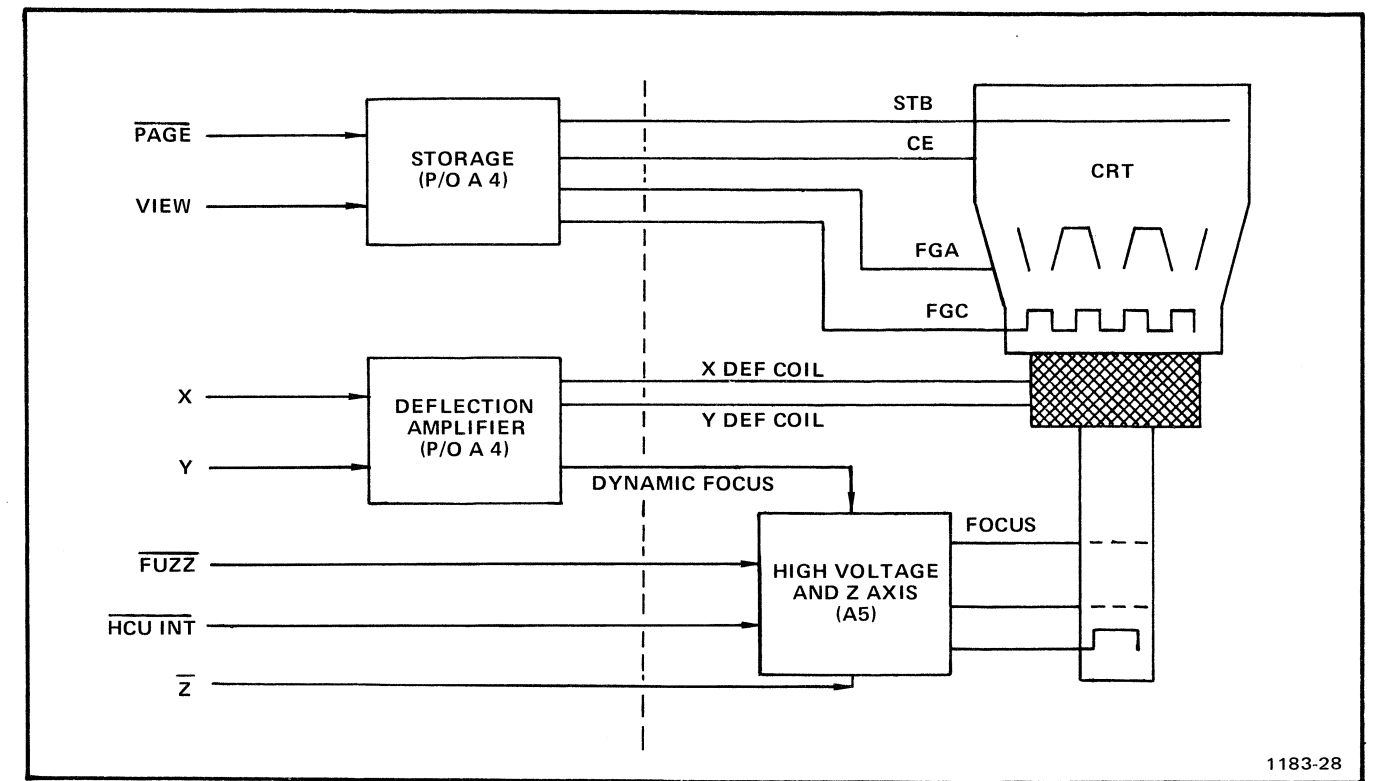 PAGE
VIEW
STORAGE
(P/O A 4)
STB
CE
CRT
FGA
FGC
X
Y
DEFLECTION
AMPLIFIER
(P/O A 4)
X DEF COIL
Y DEF COIL
DYNAMIC FOCUS
FUZZ
HCU INT
Z
HIGH VOLTAGE
AND Z AXIS
(A5)
FOCUS
1183-28